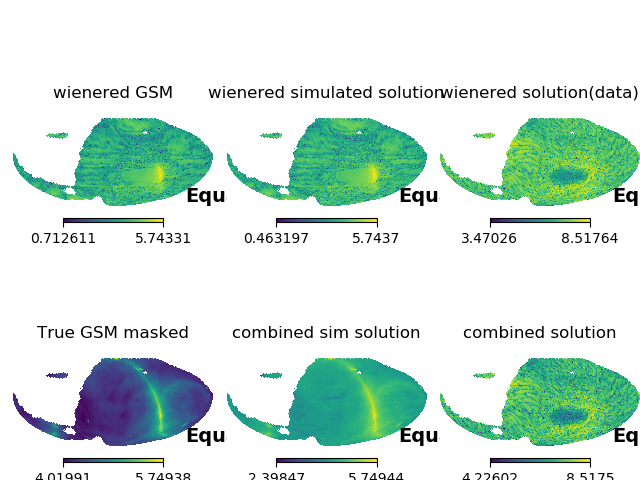 wienered GSM wienered simulated solution wienered solution(data)
Equ Equ Eq
0.712611 5.74331 0.463197 5.7437 3.47026 8.51764
True GSM masked combined sim solution combined solution
Equ Equ Eq
4.01991 5.74938 2.39847 5.74944 4.22602 8.5175